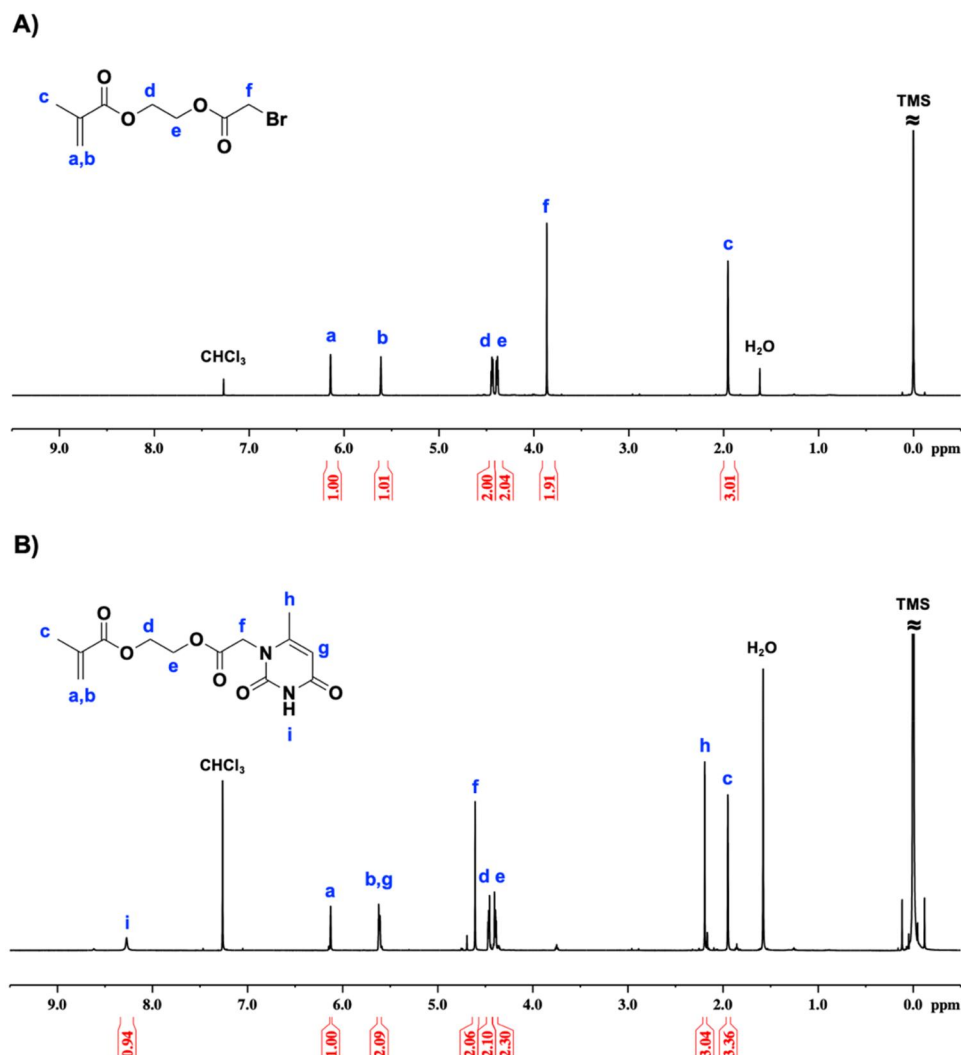 A)
TMS
≈
c O d O f
O e O Br
a,b
f
c
a b d e
CHCl3 H2O
9.0 8.0 7.0 6.0 5.0 4.0 3.0 2.0 1.0 0.0 ppm
1.00 1.01 2.00 2.04 1.91 3.01
B)
TMS
≈
h
c O d O f
O e O N g
a,b O N O
H
i
H2O
CHCl3
h
f c
a b,g d e
i
9.0 8.0 7.0 6.0 5.0 4.0 3.0 2.0 1.0 0.0 ppm
0.94 1.00 2.09 2.06 2.10 2.30 3.04 3.36